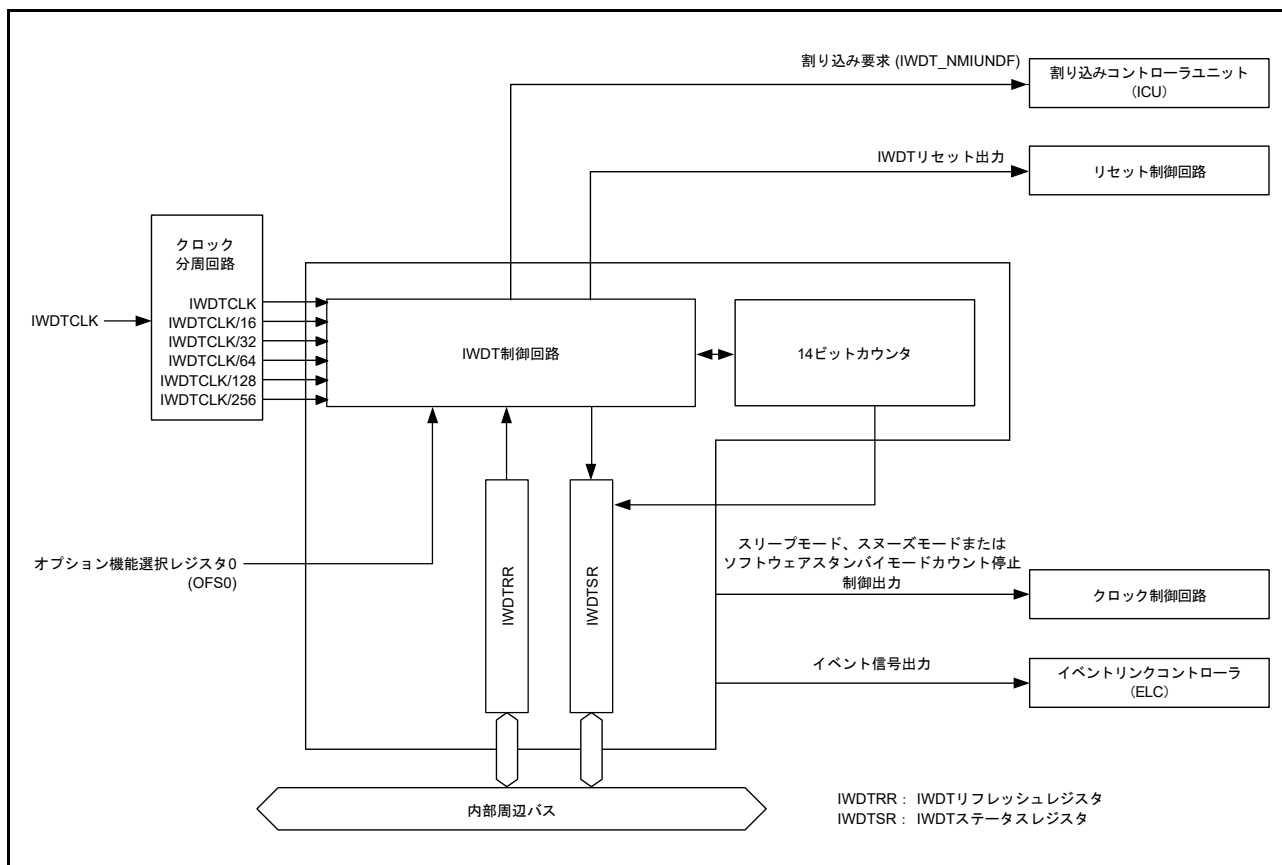 割り込み要求 (IWDT_NMIUNDF)
割り込みコントローラユニット
(ICU)
IWDTリセット出力
リセット制御回路
クロック
分周回路
IWDTCLK
IWDTCLK
IWDTCLK/16
IWDTCLK/32
IWDTCLK/64
IWDTCLK/128
IWDTCLK/256
IWDT制御回路
14ビットカウンタ
オプション機能選択レジスタ0
(OFS0)
IWDTRR
IWDTSR
スリープモード、スヌーズモードまたは
ソフトウェアスタンバイモードカウント停止
制御出力
クロック制御回路
イベント信号出力
イベントリンクコントローラ
(ELC)
内部周辺バス
IWDTRR： IWDTリフレッシュレジスタ
IWDTSR： IWDTステータスレジスタ